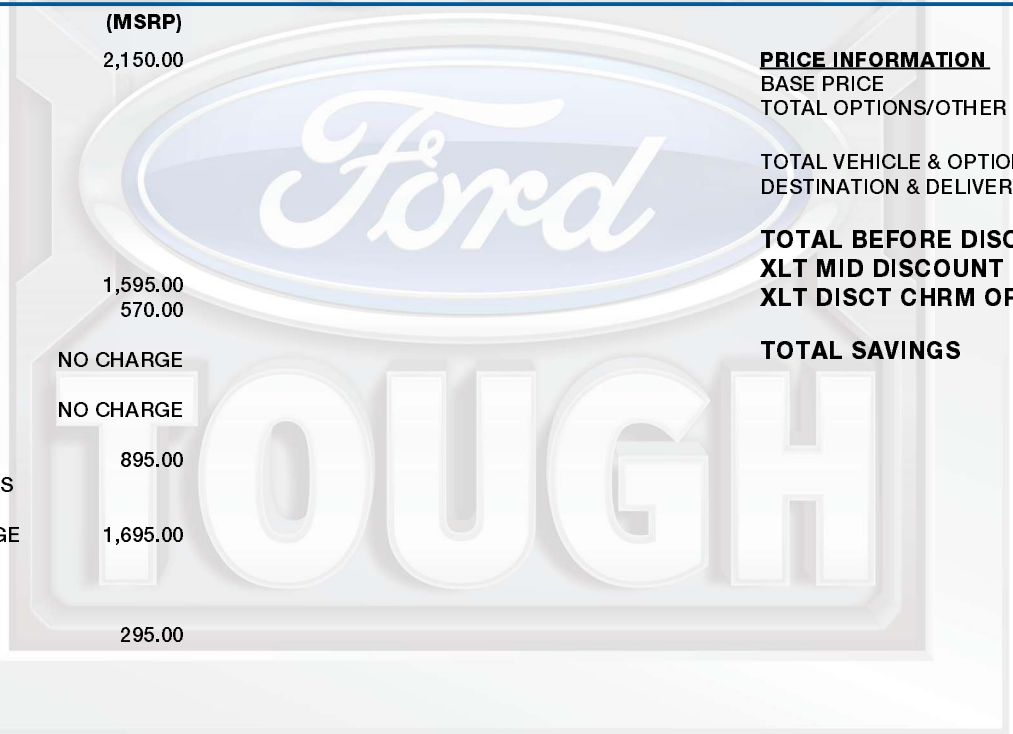 (MSRP)
2,150.00
1,595.00
570.00
NO CHARGE
NO CHARGE
895.00
S
GE 1,695.00
295.00
Ford
TOUGH
PRICE INFORMATION
BASE PRICE
TOTAL OPTIONS/OTHER
TOTAL VEHICLE & OPTIO
DESTINATION & DELIVER
TOTAL BEFORE DISC
XLT MID DISCOUNT
XLT DISCT CHRM OP
TOTAL SAVINGS